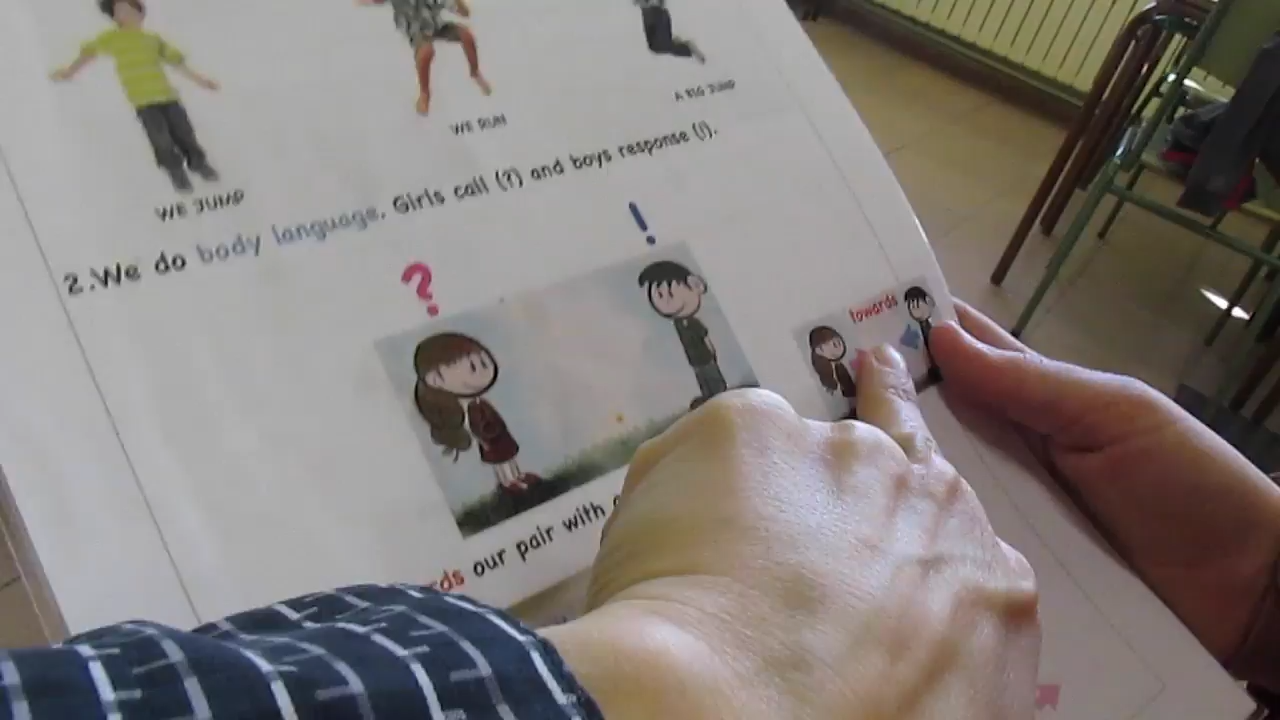 WE JUMP
WE RUN
A BIG JUMP
2.We do body language. Girls call (?) and boys response (!).
?
!
towards
our pair with